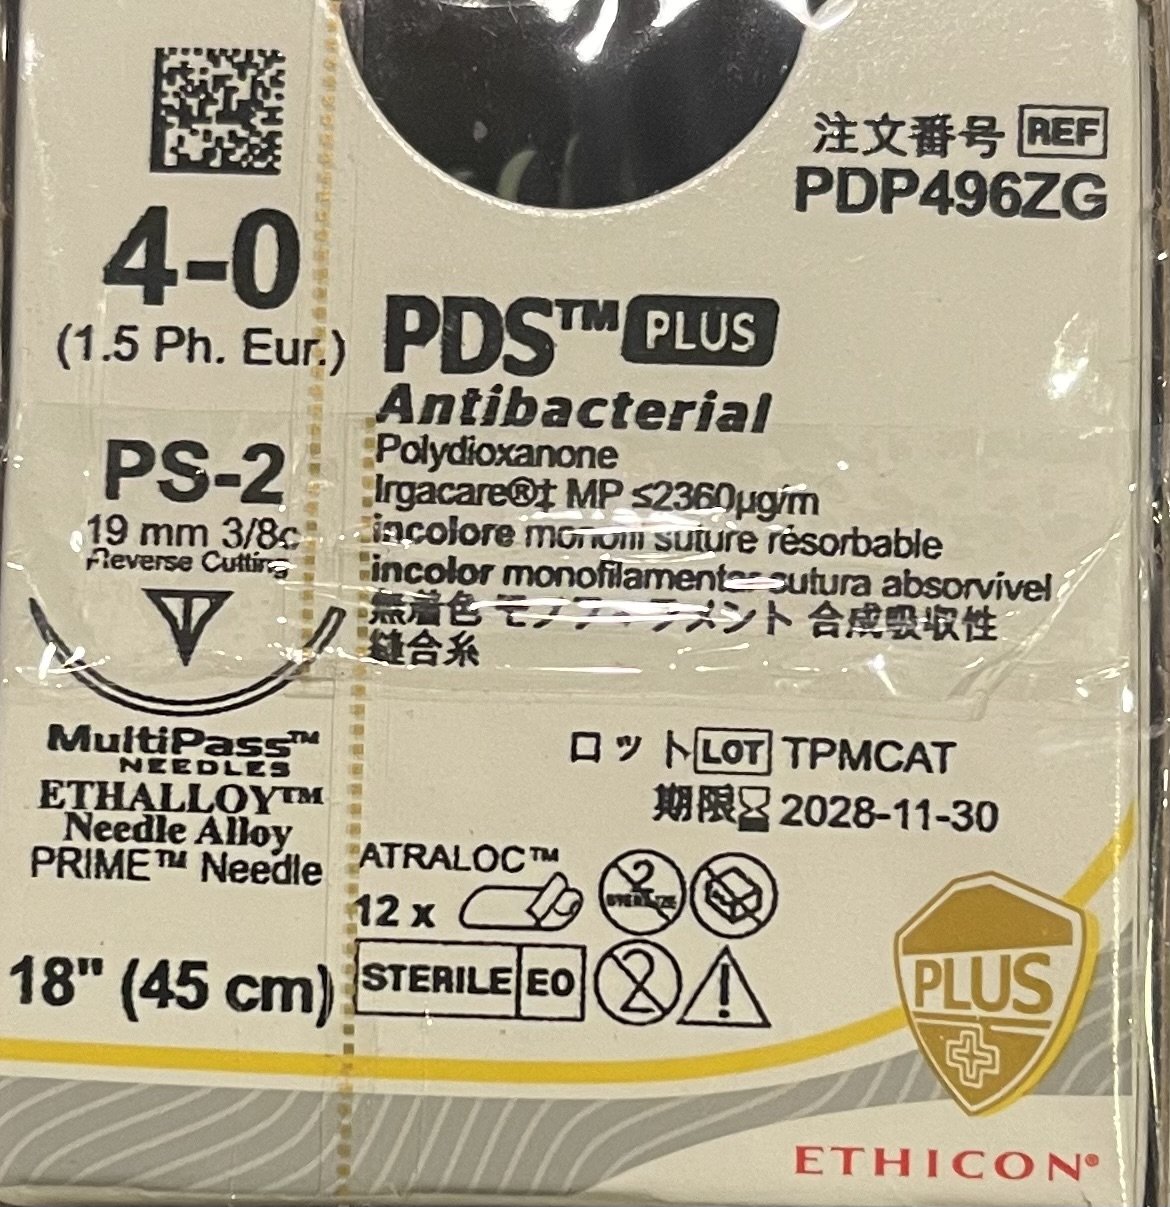 注文番号 REF
PDP496ZG
4-0
(1.5 Ph. Eur.)
PDS™ PLUS
Antibacterial
Polydioxanone
Irgacare®‡ MP ≤2360µg/m
incolore monofil suture résorbable
incolor monofilamentar sutura absorvível
無着色 モノフィラメント 合成吸収性
縫合糸
PS-2
19 mm 3/8c
Reverse Cutting
MultiPass™
NEEDLES
ETHALLOY™
Needle Alloy
PRIME™ Needle
18" (45 cm)
ロット LOT TPMCAT
期限 2028-11-30
ATRALOC™
12 x
2
STERILIZE
STERILE EO
2
PLUS
ETHICON®